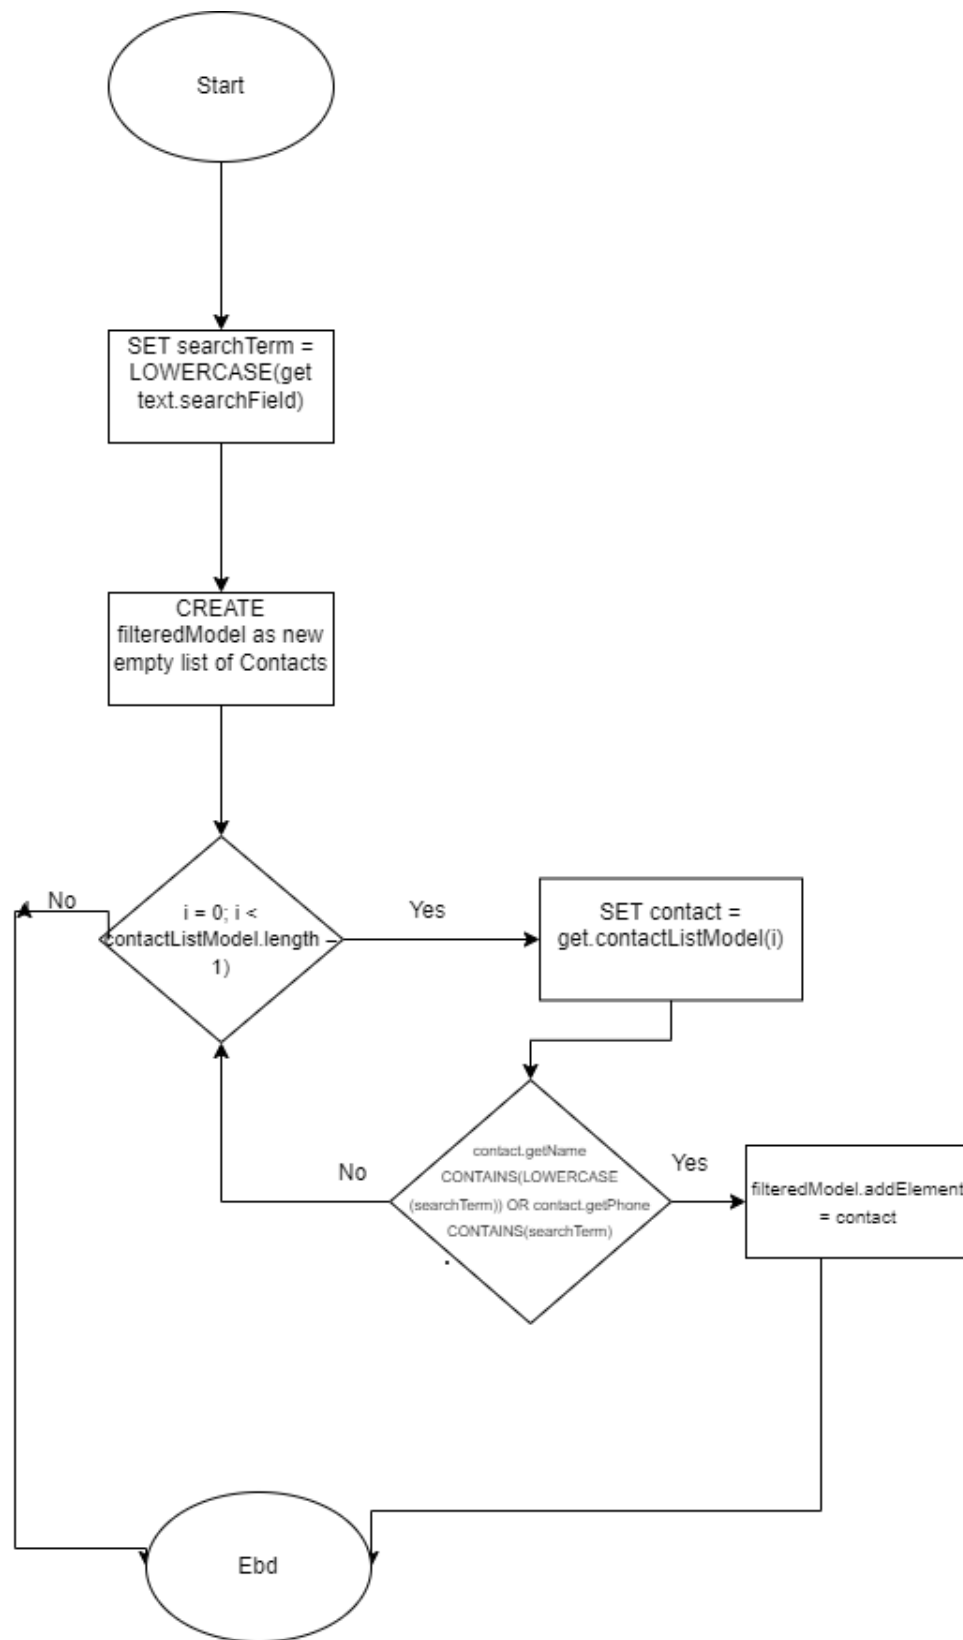 Start
SET searchTerm =
LOWERCASE(get
text.searchField)
CREATE
filteredModel as new
empty list of Contacts
No
i = 0; i <
contactListModel.length –
1)
Yes
SET contact =
get.contactListModel(i)
No
contact.getName
CONTAINS(LOWERCASE
(searchTerm)) OR contact.getPhone
CONTAINS(searchTerm)
.
Yes
filteredModel.addElement
= contact
Ebd